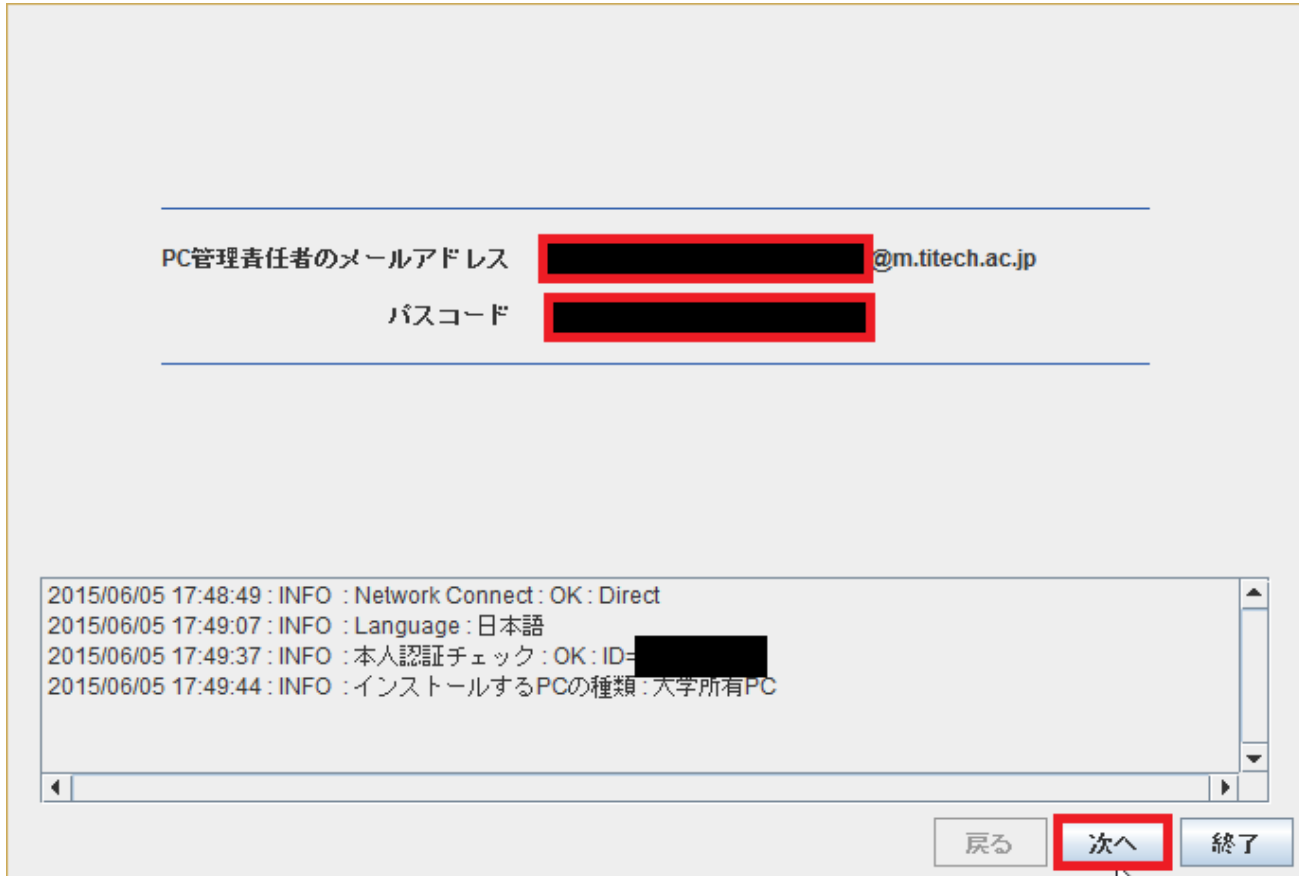 PC管理責任者のメールアドレス @m.titech.ac.jp
パスコード
2015/06/05 17:48:49 : INFO : Network Connect : OK : Direct
2015/06/05 17:49:07 : INFO : Language : 日本語
2015/06/05 17:49:37 : INFO : 本人認証チェック : OK : ID=
2015/06/05 17:49:44 : INFO : インストールするPCの種類 : 大学所有PC
戻る 次へ 終了